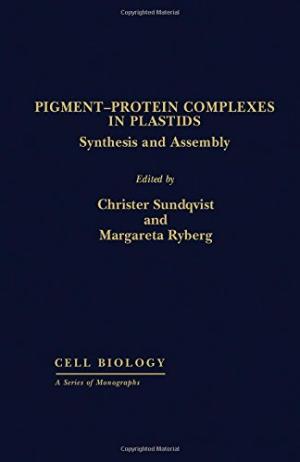 Copyrighted Material
PIGMENT–PROTEIN COMPLEXES
IN PLASTIDS
Synthesis and Assembly
Edited by
Christer Sundqvist
and
Margareta Ryberg
CELL BIOLOGY
A Series of Monographs
Copyrighted Material